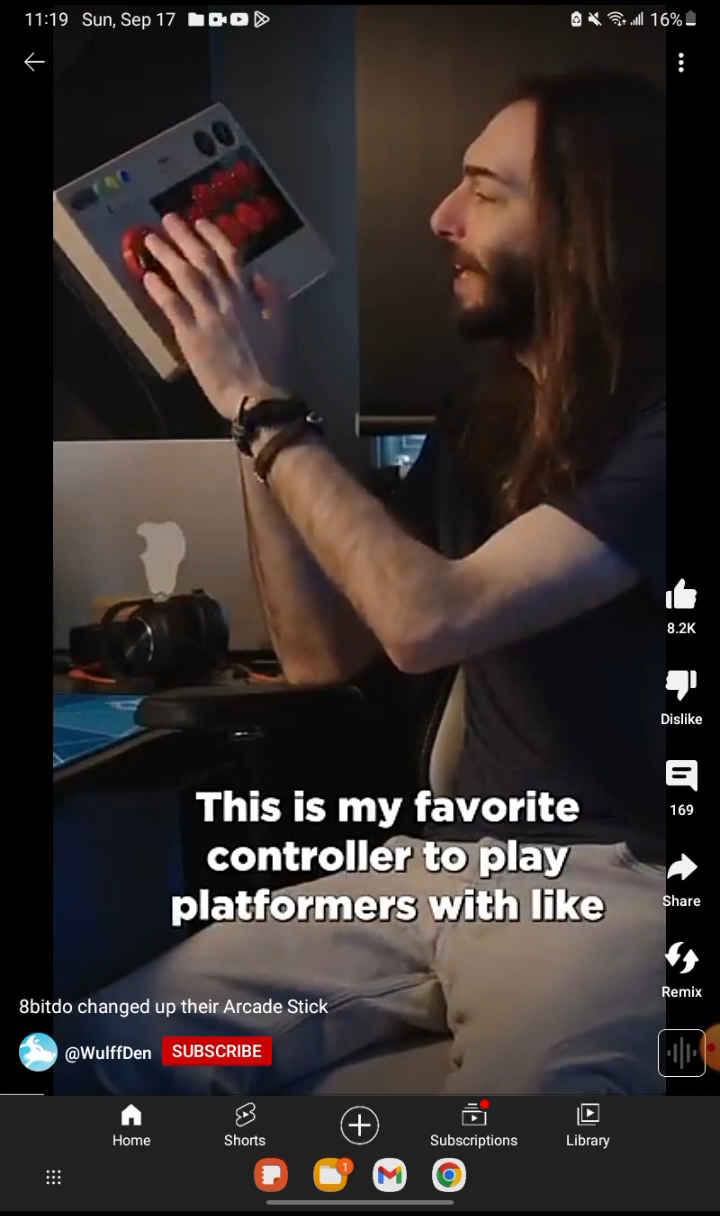 11:19 Sun, Sep 17 16%
This is my favorite
controller to play
platformers with like
8.2K
Dislike
169
Share
Remix
8bitdo changed up their Arcade Stick
@WulffDen SUBSCRIBE
Home Shorts Subscriptions Library
1